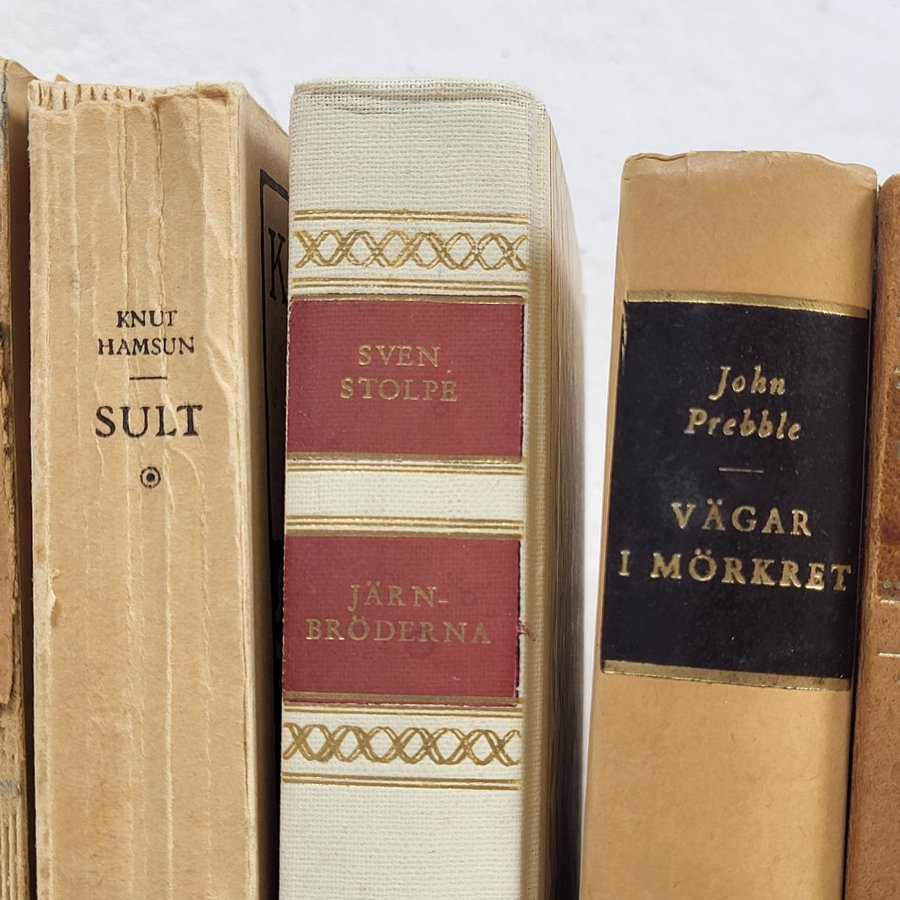 KNUT
HAMSUN
SULT
SVEN
STOLPE
JÄRN-
BRÖDERNA
John
Prebble
VÄGAR
I MÖRKRET